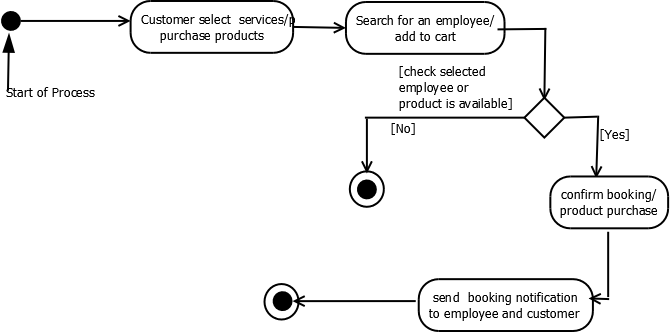 Customer select services/p
purchase products
Search for an employee/
add to cart
Start of Process
[check selected
employee or
product is available]
[No]
[Yes]
confirm booking/
product purchase
send booking notification
to employee and customer